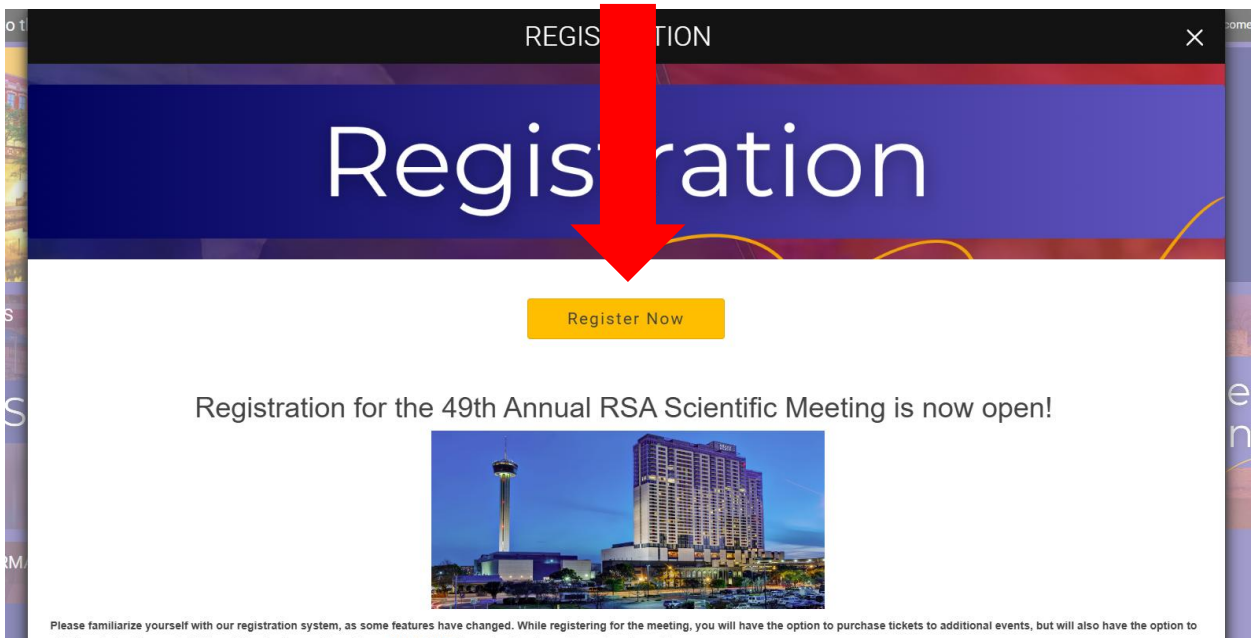 REGIS TION
Regis ration
Register Now
Registration for the 49th Annual RSA Scientific Meeting is now open!
Please familiarize yourself with our registration system, as some features have changed. While registering for the meeting, you will have the option to purchase tickets to additional events, but will also have the option to